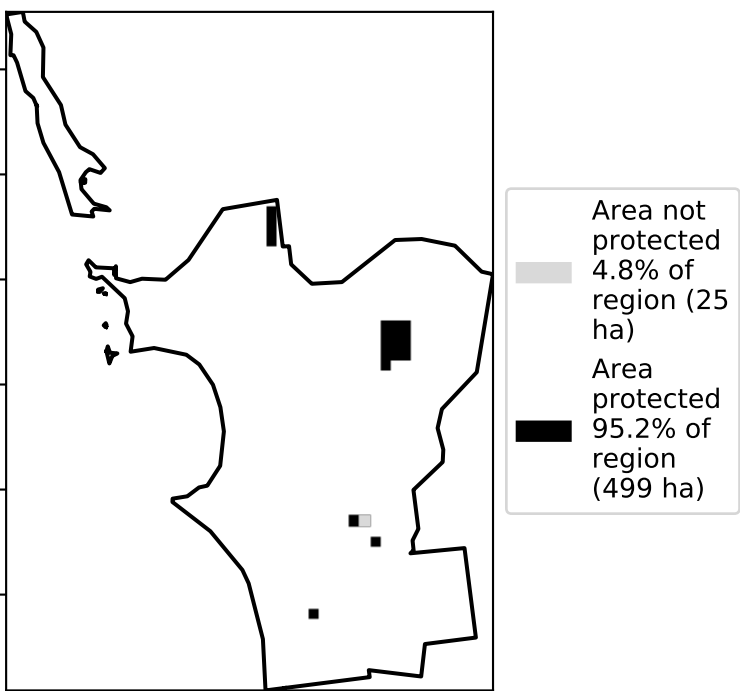 Area not
protected
4.8% of
region (25
ha)
Area
protected
95.2% of
region
(499 ha)